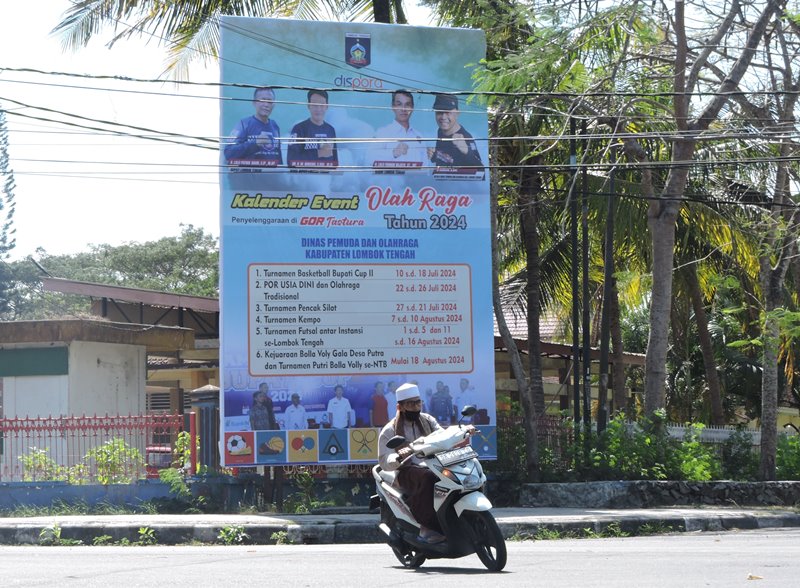 dispora
Kalender Event Olah Raga
Penyelenggaraan di GOR Tastura Tahun 2024
DINAS PEMUDA DAN OLAHRAGA
KABUPATEN LOMBOK TENGAH
1. Turnamen Basketball Bupati Cup II 10 s.d. 18 Juli 2024
2. POR USIA DINI dan Olahraga 22 s.d. 26 Juli 2024
Tradisional
3. Turnamen Pencak Silat 27 s.d. 21 Juli 2024
4. Turnamen Kempo 7 s.d. 10 Agustus 2024
5. Turnamen Futsal antar Instansi 1 s.d. 5 dan 11
se-Lombok Tengah s.d. 16 Agustus 2024
6. Kejuaraan Bolla Voly Gala Desa Putra
dan Turnamen Putri Bolla Vally se-NTB Mulai 18 Agustus 2024